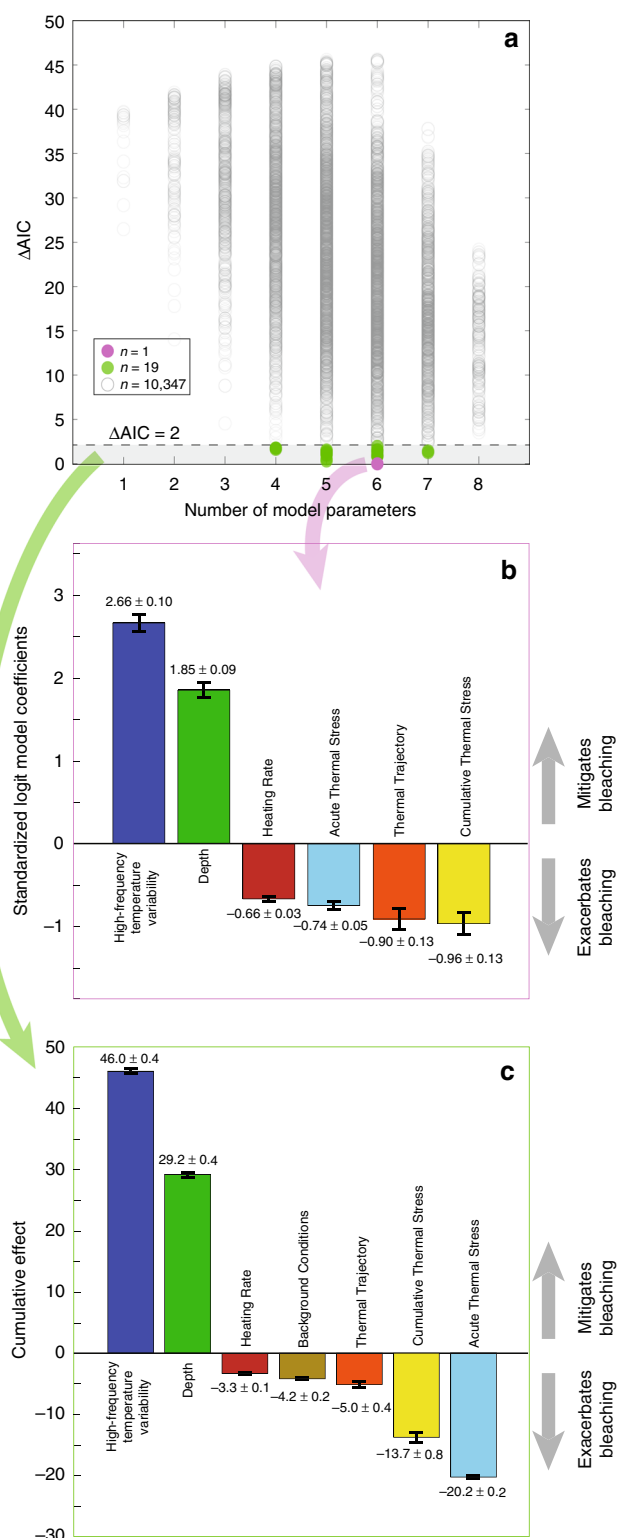 a
50
45
40
35
30
25
20
15
10
5
0
ΔAIC
n = 1
n = 19
n = 10,347
ΔAIC = 2
1 2 3 4 5 6 7 8
Number of model parameters
b
3
2
1
0
−1
Standardized logit model coefficients
2.66 ± 0.10
1.85 ± 0.09
Heating Rate
Acute Thermal Stress
Thermal Trajectory
Cumulative Thermal Stress
High-frequency
temperature
variability
Depth
−0.66 ± 0.03
−0.74 ± 0.05
−0.90 ± 0.13
−0.96 ± 0.13
Mitigates
bleaching
Exacerbates
bleaching
c
50
40
30
20
10
0
−10
−20
−30
Cumulative effect
46.0 ± 0.4
29.2 ± 0.4
Heating Rate
Background Conditions
Thermal Trajectory
Cumulative Thermal Stress
Acute Thermal Stress
High-frequency
temperature
variability
Depth
−3.3 ± 0.1
−4.2 ± 0.2
−5.0 ± 0.4
−13.7 ± 0.8
−20.2 ± 0.2
Mitigates
bleaching
Exacerbates
bleaching